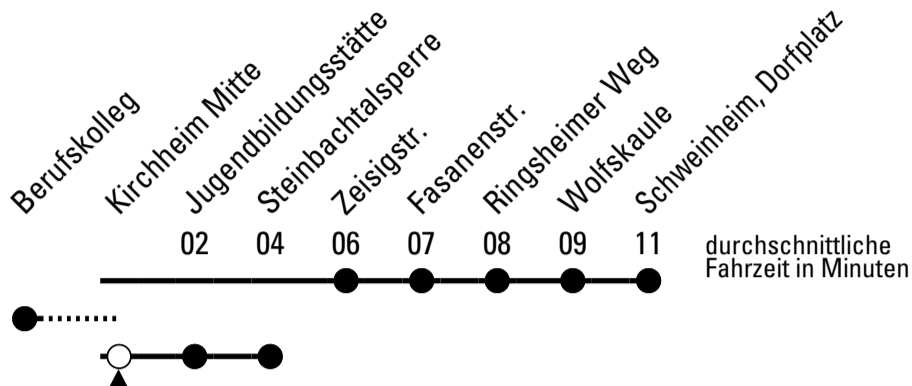 Berufskolleg
Kirchheim Mitte
Jugendbildungsstätte
Steinbachtalsperre
Zeisigstr.
Fasanenstr.
Ringsheimer Weg
Wolfskaule
Schweinheim, Dorfplatz
02 04 06 07 08 09 11
durchschnittliche
Fahrzeit in Minuten